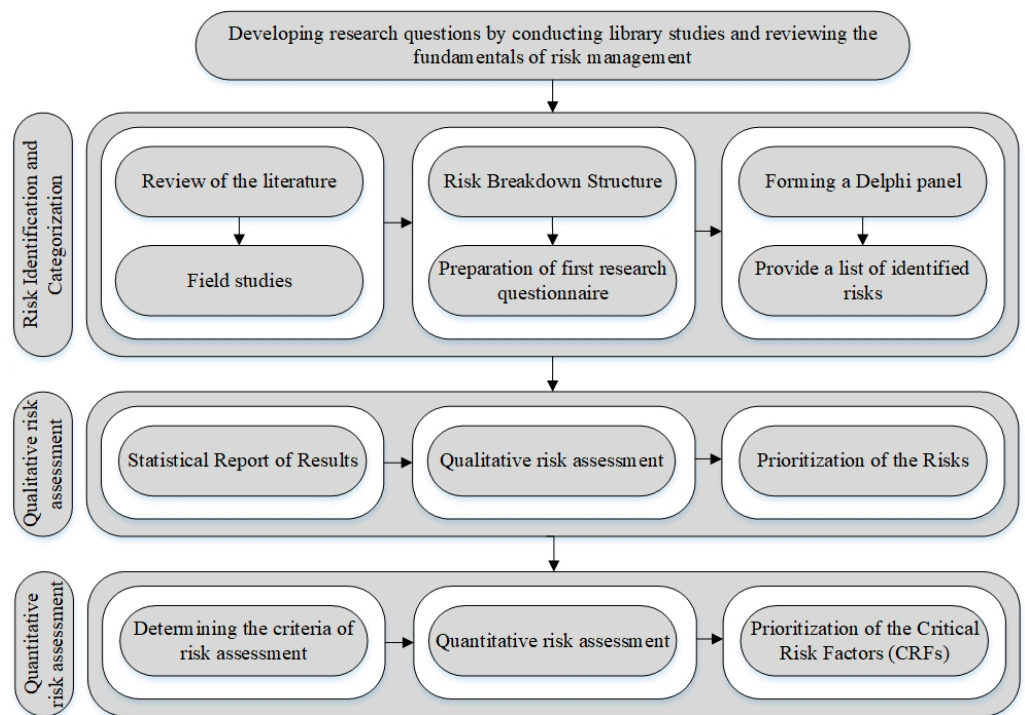 Developing research questions by conducting library studies and reviewing the
fundamentals of risk management
Risk Identification and
Categorization
Review of the literature
Field studies
Risk Breakdown Structure
Preparation of first research
questionnaire
Forming a Delphi panel
Provide a list of identified
risks
Qualitative risk
assessment
Statistical Report of Results
Qualitative risk assessment
Prioritization of the Risks
Quantitative
risk assessment
Determining the criteria of
risk assessment
Quantitative risk assessment
Prioritization of the Critical
Risk Factors (CRFs)